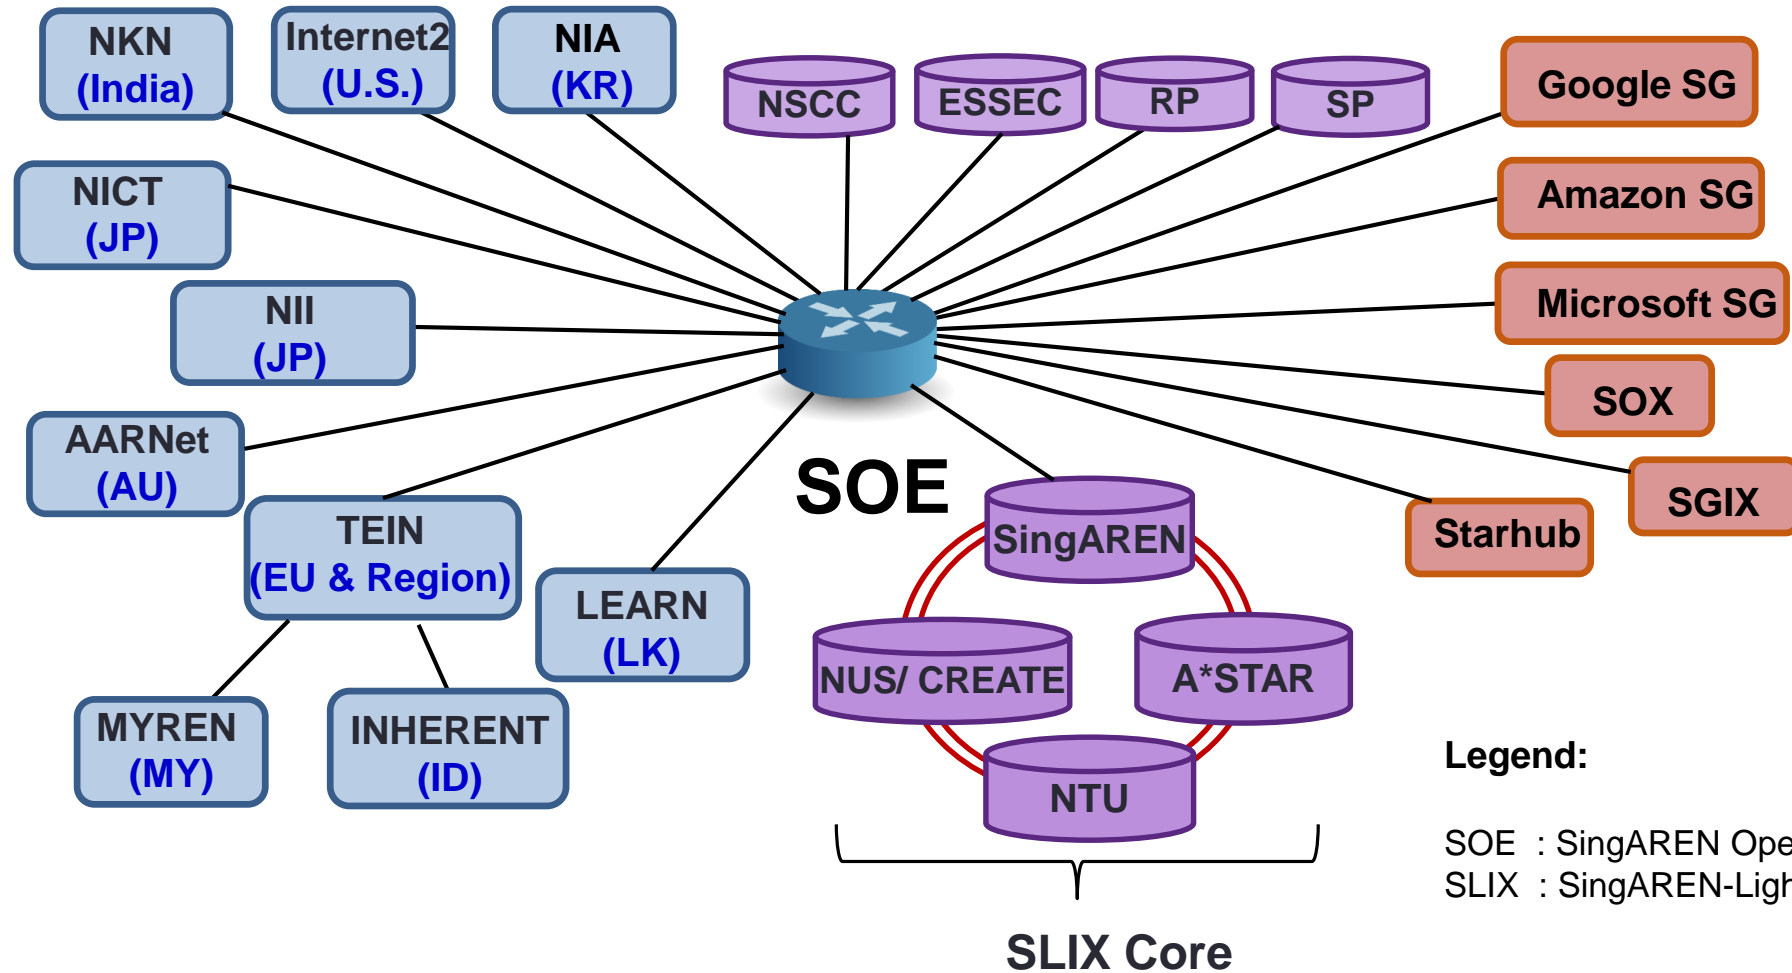 NKN
(India)
Internet2
(U.S.)
NIA
(KR)
NSCC
ESSEC
RP
SP
Google SG
NICT
(JP)
Amazon SG
NII
(JP)
Microsoft SG
SOX
AARNet
(AU)
SOE
SGIX
Starhub
TEIN
(EU & Region)
SingAREN
LEARN
(LK)
NUS/ CREATE
A*STAR
MYREN
(MY)
INHERENT
(ID)
NTU
Legend:
SOE : SingAREN Ope
SLIX : SingAREN-Ligh
SLIX Core